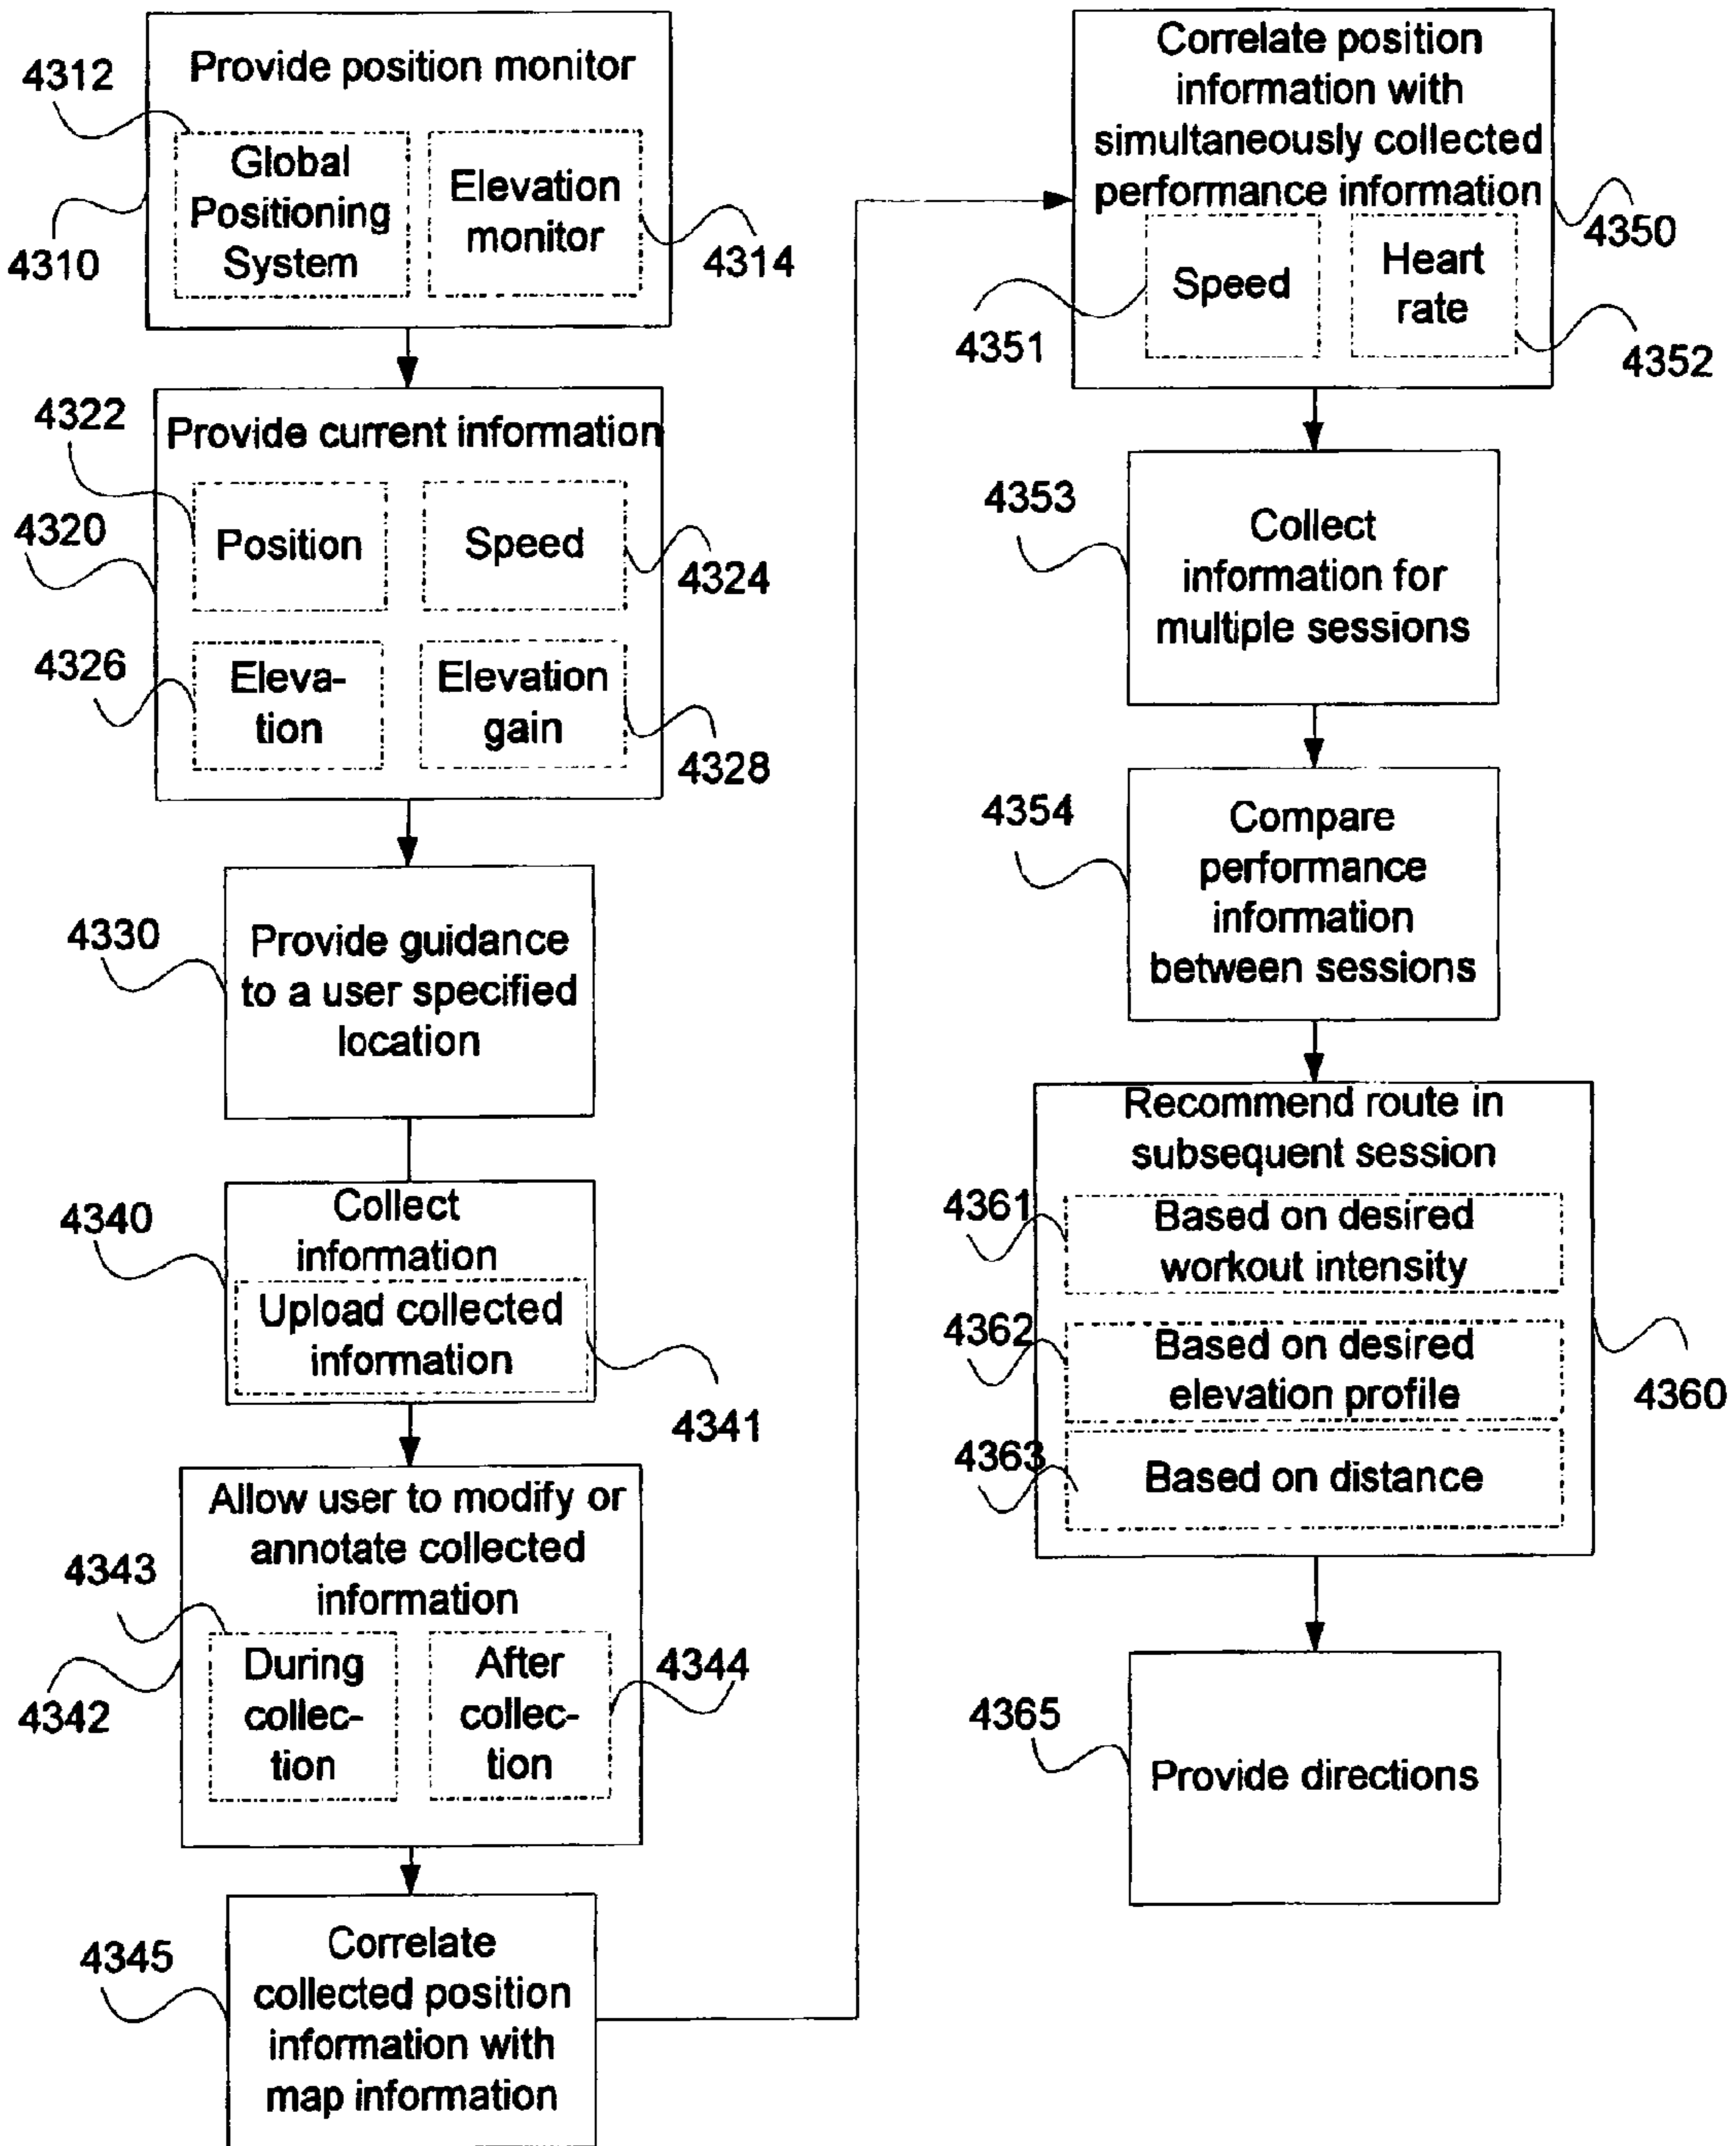 Provide position monitor
4312
Global
Positioning
System
Elevation
monitor
4310
4314
4322
Provide current information
4320
Position
Speed
4324
4326
Eleva-
tion
Elevation
gain
4328
4330
Provide guidance
to a user specified
location
4340
Collect
information
Upload collected
information
4341
Allow user to modify or
annotate collected
information
4343
During
collec-
tion
After
collec-
tion
4344
4342
4345
Correlate
collected position
information with
map information
Correlate position
information with
simultaneously collected
performance information
4350
Speed
Heart
rate
4351
4352
4353
Collect
information for
multiple sessions
4354
Compare
performance
information
between sessions
Recommend route in
subsequent session
4361
Based on desired
workout intensity
4362
Based on desired
elevation profile
4360
4363
Based on distance
4365
Provide directions